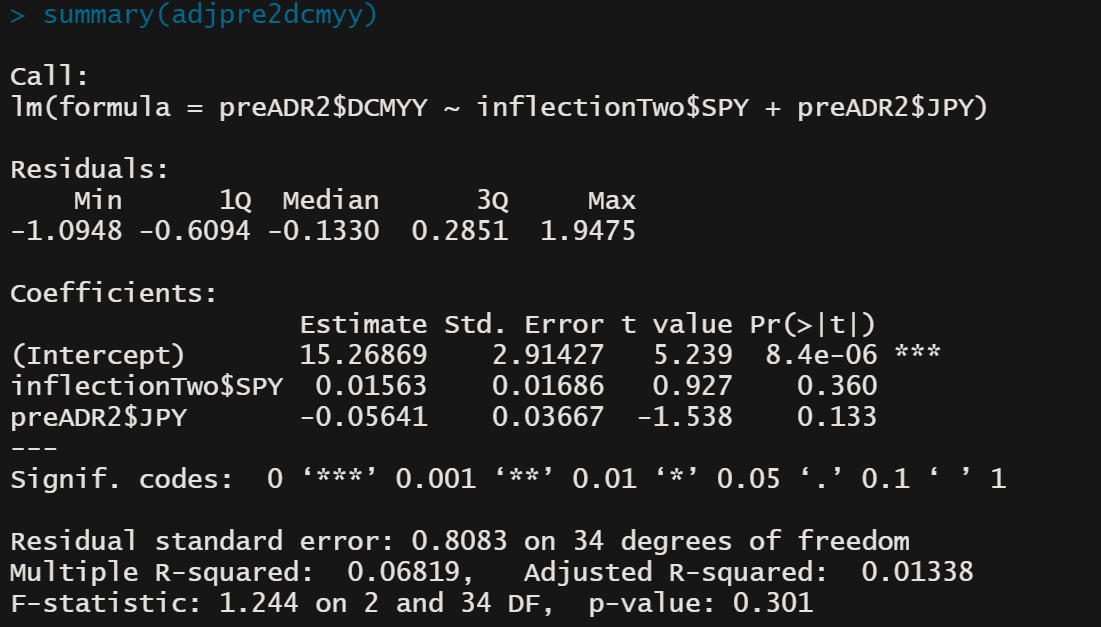 > summary(adjpre2dcmyy)

Call:
lm(formula = preADR2$DCMYY ~ inflectionTwo$SPY + preADR2$JPY)

Residuals:
    Min      1Q  Median      3Q     Max
-1.0948 -0.6094 -0.1330  0.2851  1.9475

Coefficients:
                  Estimate Std. Error t value Pr(>|t|)
(Intercept)       15.26869    2.91427   5.239  8.4e-06 ***
inflectionTwo$SPY  0.01563    0.01686   0.927    0.360
preADR2$JPY       -0.05641    0.03667  -1.538    0.133
---
Signif. codes:  0 ‘***’ 0.001 ‘**’ 0.01 ‘*’ 0.05 ‘.’ 0.1 ‘ ’ 1

Residual standard error: 0.8083 on 34 degrees of freedom
Multiple R-squared:  0.06819,   Adjusted R-squared:  0.01338
F-statistic: 1.244 on 2 and 34 DF,  p-value: 0.301